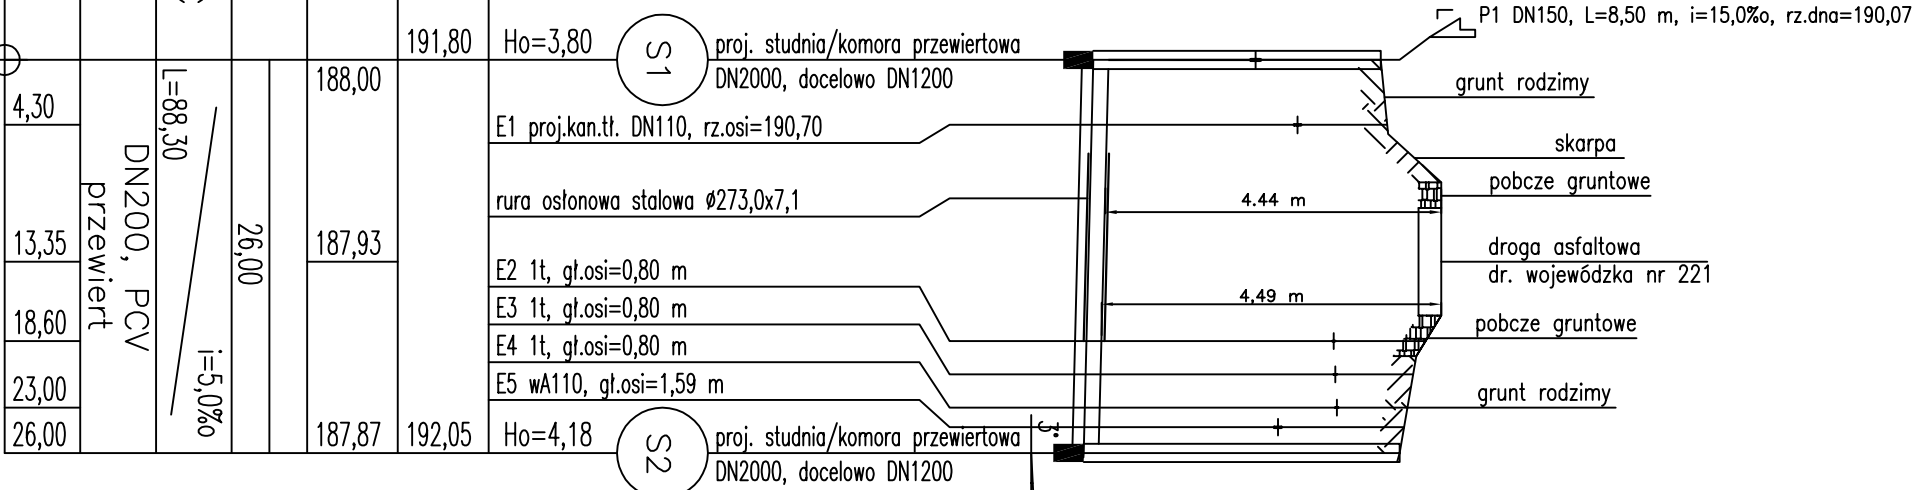 P1 DN150, L=8,50 m, i=15,0‰, rz.dna=190,07
191,80
Ho=3,80
S1
proj. studnia/komora przewiertowa
DN2000, docelowo DN1200
188,00
L=88,30
4,30
grunt rodzimy
E1 proj.kan.tł. DN110, rz.osi=190,70
skarpa
DN200, PCV
przewiert
rura osłonowa stalowa ø273,0x7,1
pobcze gruntowe
4.44 m
13,35
26,00
187,93
droga asfaltowa
dr. wojewódzka nr 221
E2 1t, gł.osi=0,80 m
4,49 m
E3 1t, gł.osi=0,80 m
18,60
pobcze gruntowe
E4 1t, gł.osi=0,80 m
i=5,0‰
23,00
E5 wA110, gł.osi=1,59 m
grunt rodzimy
26,00
187,87
192,05
Ho=4,18
S2
proj. studnia/komora przewiertowa
DN2000, docelowo DN1200
3°